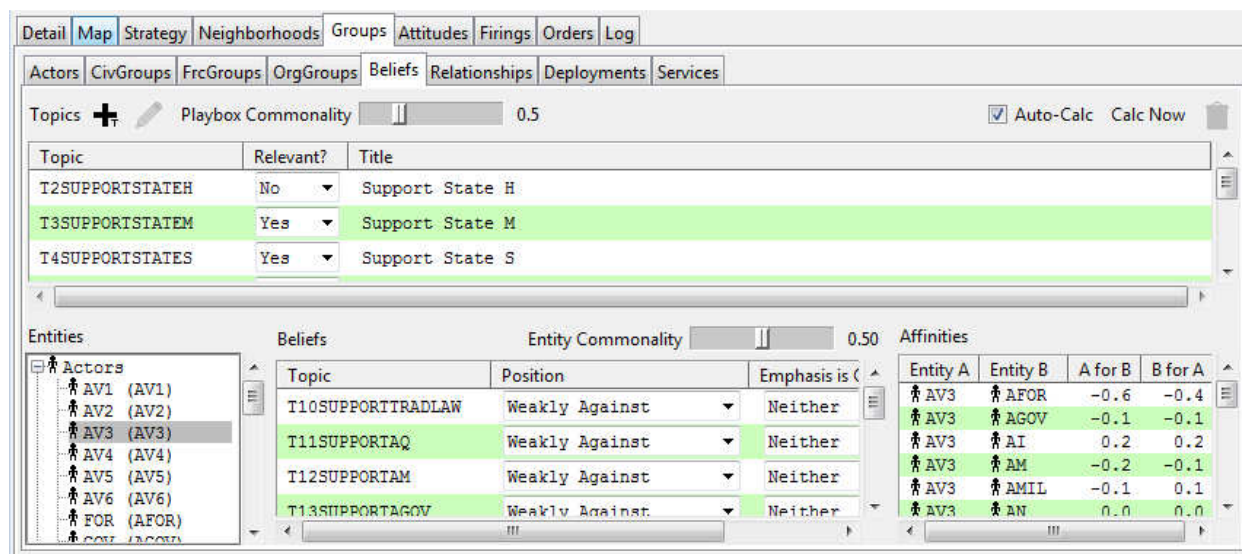 Detail Map Strategy Neighborhoods Groups Attitudes Firings Orders Log
Actors CivGroups FrcGroups OrgGroups Beliefs Relationships Deployments Services
Topics T Playbox Commonality 0.5 Auto-Calc Calc Now
Topic Relevant? Title
T2SUPPORTSTATEH No Support State H
T3SUPPORTSTATEM Yes Support State M
T4SUPPORTSTATES Yes Support State S
Entities
Actors
AV1 (AV1)
AV2 (AV2)
AV3 (AV3)
AV4 (AV4)
AV5 (AV5)
AV6 (AV6)
FOR (AFOR)
GOV (AGOV)
Beliefs Entity Commonality 0.50
Topic Position Emphasis is
T10SUPPORTTRADLAW Weakly Against Neither
T11SUPPORTAQ Weakly Against Neither
T12SUPPORTAM Weakly Against Neither
T13SUPPORTAGOV Weakly Against Neither
Affinities
Entity A Entity B A for B B for A
AV3 AFOR -0.6 -0.4
AV3 AGOV -0.1 -0.1
AV3 AI 0.2 0.2
AV3 AM -0.2 -0.1
AV3 AMIL -0.1 0.1
AV3 AN 0.0 0.0